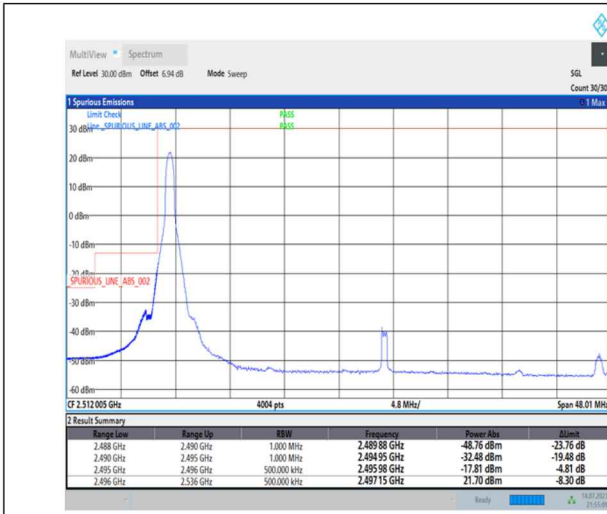 MultiView Spectrum
Ref Level 30.00 dBm Offset 6.94 dB Mode Sweep SGL
Count 30/30
1 Spurious Emissions 1 Max
Limit Check PASS
30 dBm Line _SPURIOUS_LINE_ABS_002 PASS
20 dBm
10 dBm
0 dBm
-10 dBm
-20 dBm
_SPURIOUS_LINE_ABS_002
-30 dBm
-40 dBm
-50 dBm
-60 dBm
CF 2.512 005 GHz 4004 pts 4.8 MHz/ Span 48.01 MHz
2 Result Summary
Range Low Range Up RBW Frequency Power Abs ΔLimit
2.488 GHz 2.490 GHz 1.000 MHz 2.489 88 GHz -48.76 dBm -23.76 dB
2.490 GHz 2.495 GHz 1.000 MHz 2.494 95 GHz -32.48 dBm -19.48 dB
2.495 GHz 2.496 GHz 500.000 kHz 2.495 98 GHz -17.81 dBm -4.81 dB
2.496 GHz 2.536 GHz 500.000 kHz 2.497 15 GHz 21.70 dBm -8.30 dB
Ready